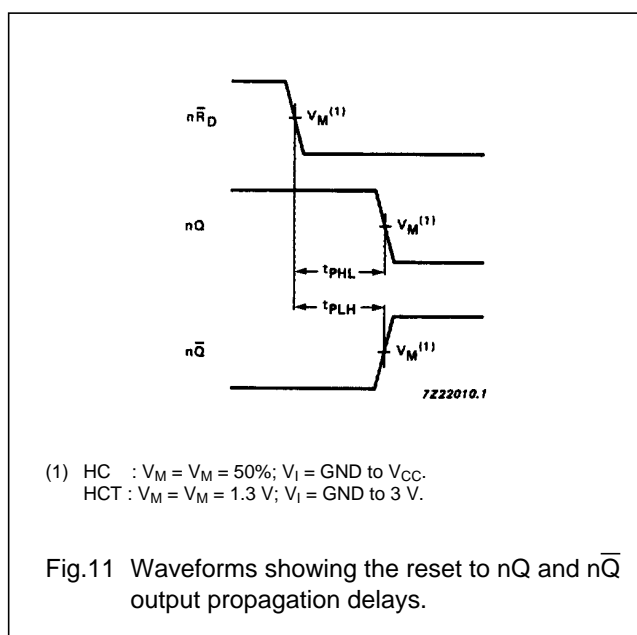 nR̅D
VM(1)
nQ
VM(1)
tPHL
tPLH
nQ̅
VM(1)
7Z22010.1
(1) HC : VM = VM = 50%; VI = GND to VCC.
HCT : VM = VM = 1.3 V; VI = GND to 3 V.
Fig.11 Waveforms showing the reset to nQ and nQ̅
output propagation delays.